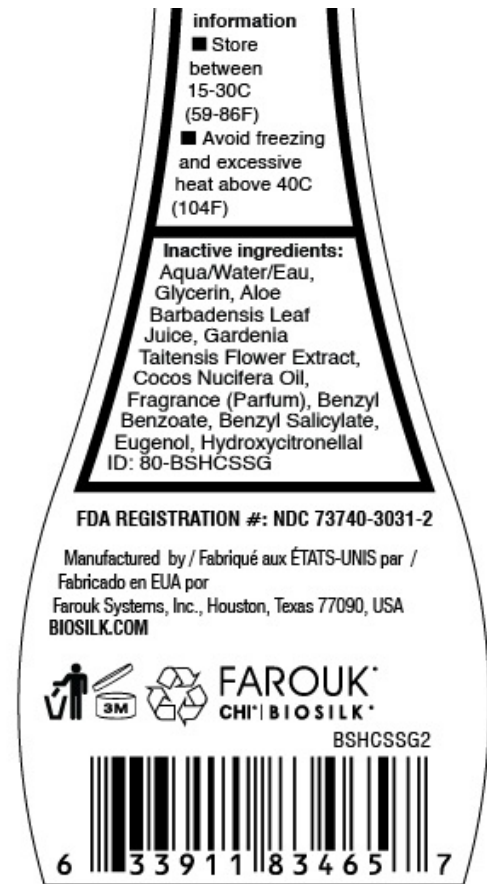 information
■ Store
between
15-30C
(59-86F)
■ Avoid freezing
and excessive
heat above 40C
(104F)
Inactive ingredients:
Aqua/Water/Eau,
Glycerin, Aloe
Barbadensis Leaf
Juice, Gardenia
Taitensis Flower Extract,
Cocos Nucifera Oil,
Fragrance (Parfum), Benzyl
Benzoate, Benzyl Salicylate,
Eugenol, Hydroxycitronellal
ID: 80-BSHCSSG
FDA REGISTRATION #: NDC 73740-3031-2
Manufactured by / Fabriqué aux ÉTATS-UNIS par /
Fabricado en EUA por
Farouk Systems, Inc., Houston, Texas 77090, USA
BIOSILK.COM
3M
FAROUK
CHI | BIOSILK
BSHCSSG2
6 33911 83465 7